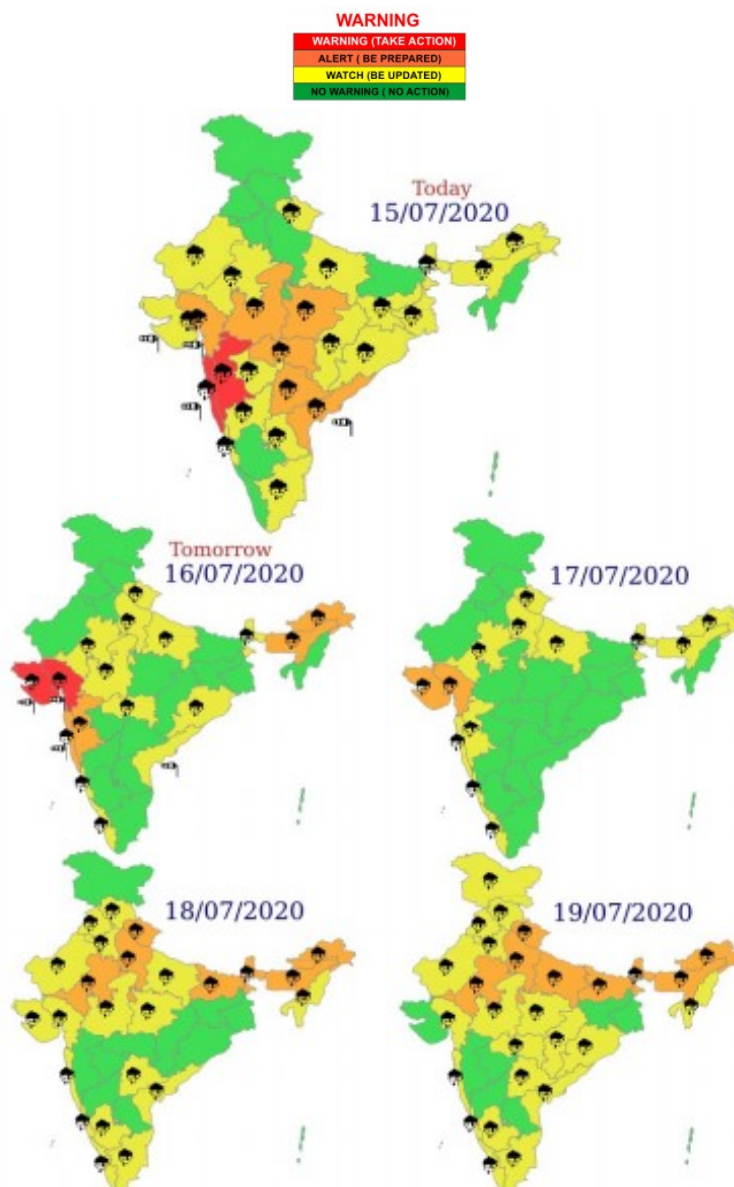 WARNING
WARNING (TAKE ACTION)
ALERT ( BE PREPARED)
WATCH (BE UPDATED)
NO WARNING ( NO ACTION)
Today
15/07/2020
Tomorrow
16/07/2020
17/07/2020
18/07/2020
19/07/2020